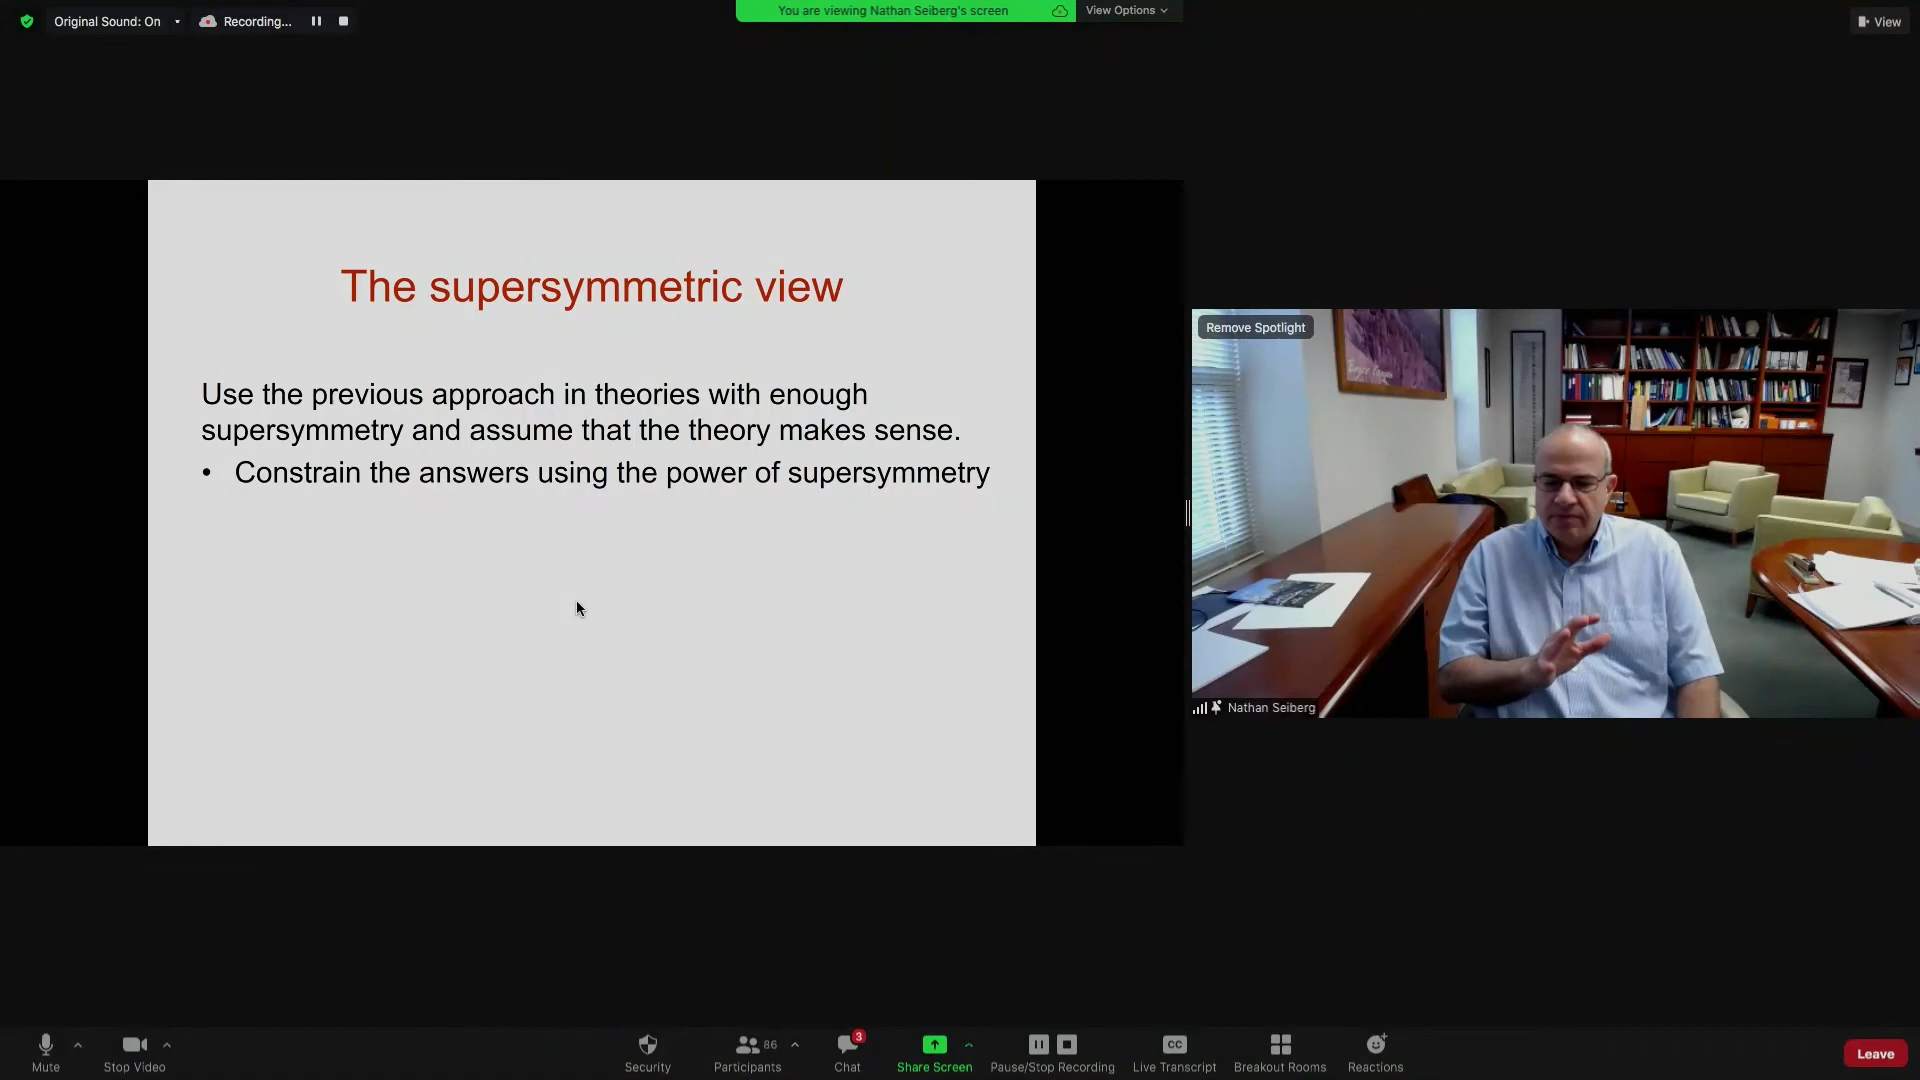 Original Sound: On
Recording...
You are viewing Nathan Seiberg's screen
View Options
View
The supersymmetric view
Use the previous approach in theories with enough
supersymmetry and assume that the theory makes sense.
• Constrain the answers using the power of supersymmetry
Remove Spotlight
Bryce Canyon
Nathan Seiberg
Mute
Stop Video
Security
86
Participants
3
Chat
Share Screen
Pause/Stop Recording
CC
Live Transcript
Breakout Rooms
Reactions
Leave